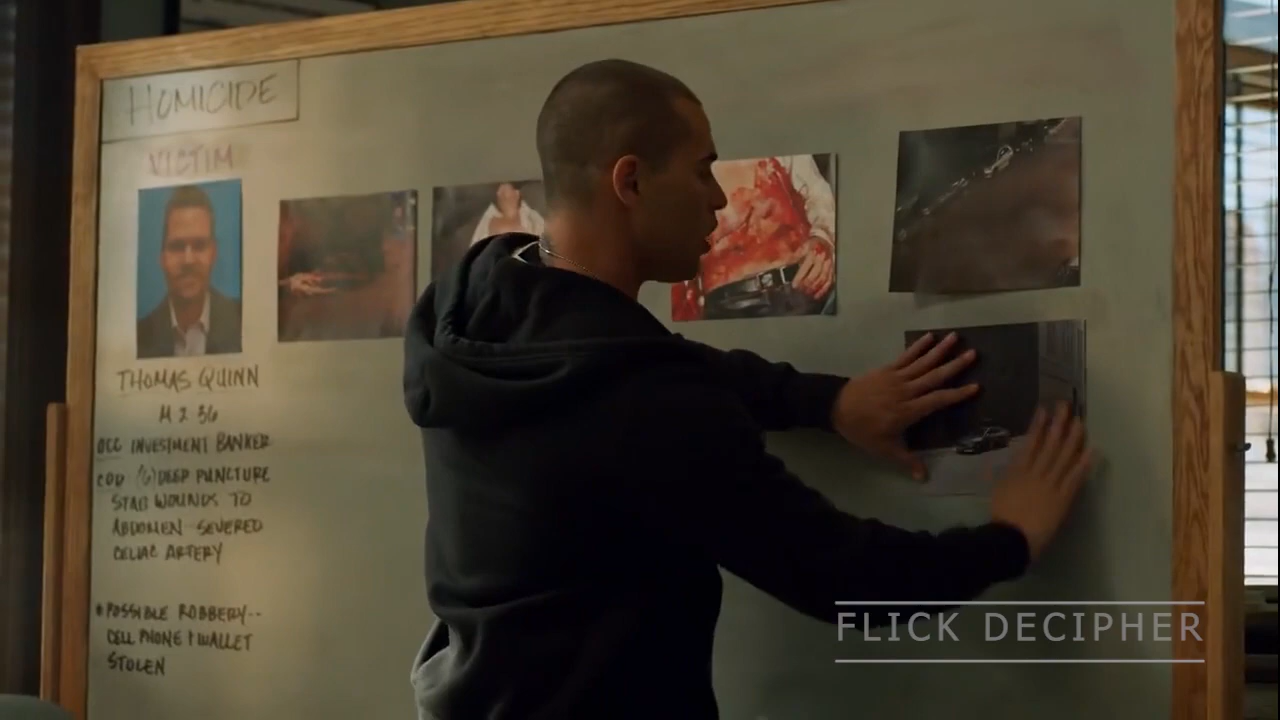 HOMICIDE
VICTIM
THOMAS QUINN
OCC INVESTMENT BANKER
COD (6) DEEP PUNCTURE
STAB WOUNDS TO
ABDOMEN SEVERED
CELIAC ARTERY
*POSSIBLE ROBBERY--
CELL PHONE + WALLET
STOLEN
FLICK DECIPHER